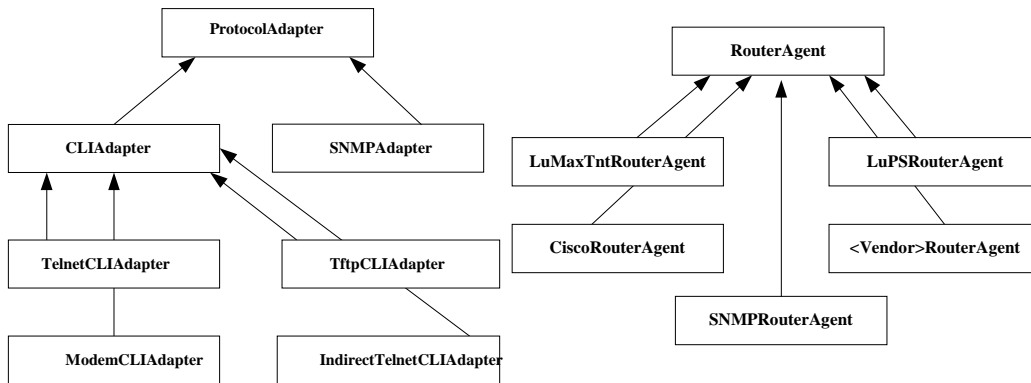 ProtocolAdapter
RouterAgent
CLIAdapter
SNMPAdapter
LuMaxTntRouterAgent
LuPSRouterAgent
TelnetCLIAdapter
TftpCLIAdapter
CiscoRouterAgent
<Vendor>RouterAgent
SNMPRouterAgent
ModemCLIAdapter
IndirectTelnetCLIAdapter